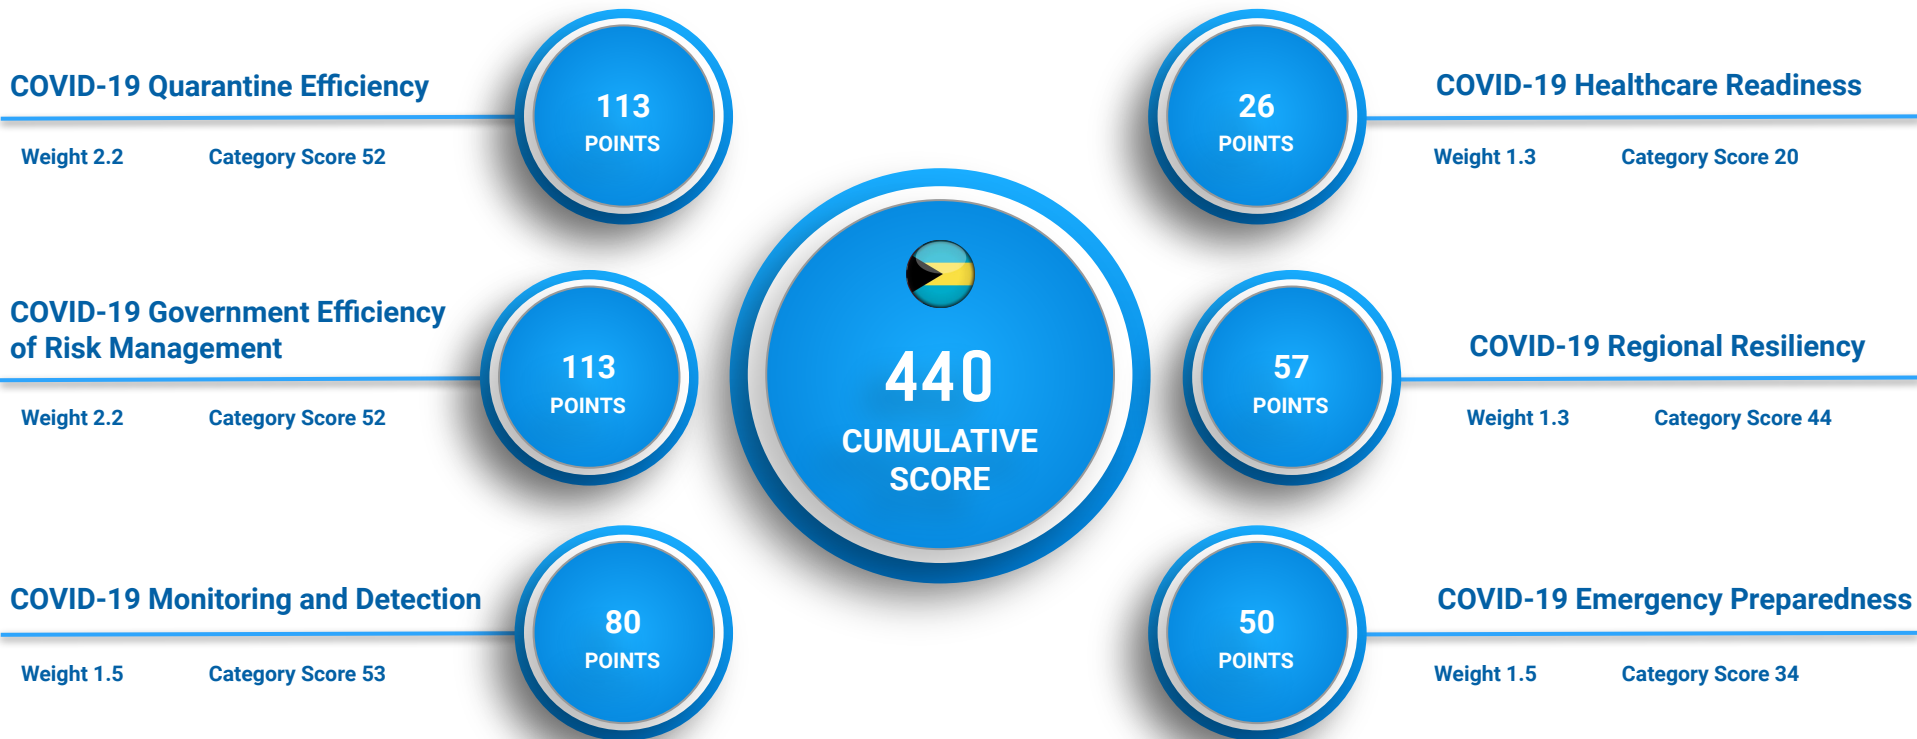 COVID-19 Quarantine Efficiency
Weight 2.2 Category Score 52
113
POINTS
COVID-19 Government Efficiency
of Risk Management
Weight 2.2 Category Score 52
113
POINTS
COVID-19 Monitoring and Detection
Weight 1.5 Category Score 53
80
POINTS
440
CUMULATIVE
SCORE
26
POINTS
COVID-19 Healthcare Readiness
Weight 1.3 Category Score 20
57
POINTS
COVID-19 Regional Resiliency
Weight 1.3 Category Score 44
50
POINTS
COVID-19 Emergency Preparedness
Weight 1.5 Category Score 34